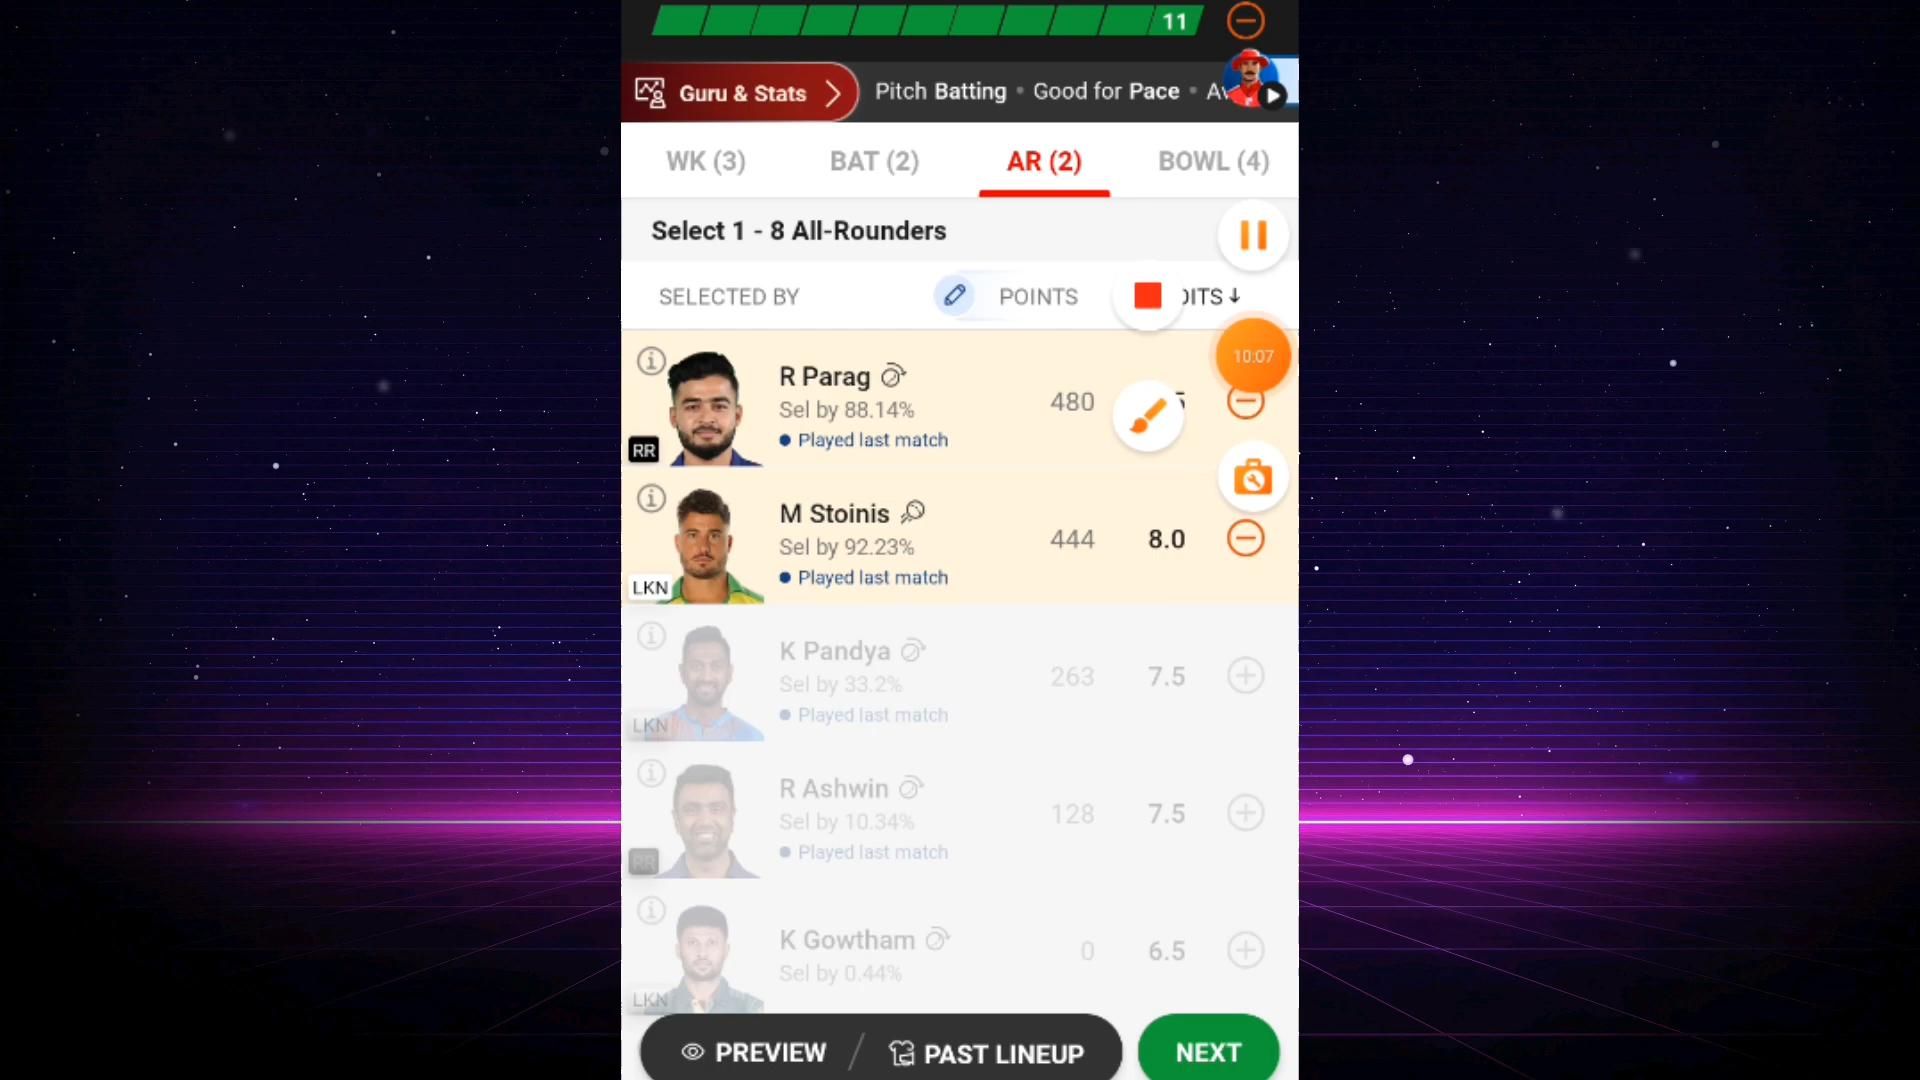 11
Guru & Stats
Pitch Batting • Good for Pace •
WK (3) BAT (2) AR (2) BOWL (4)
Select 1 - 8 All-Rounders
SELECTED BY POINTS DITS ↓
10:07
R Parag
Sel by 88.14%
480
Played last match
RR
M Stoinis
Sel by 92.23%
444 8.0
Played last match
LKN
K Pandya
Sel by 33.2%
263 7.5
Played last match
LKN
R Ashwin
Sel by 10.34%
128 7.5
Played last match
RR
K Gowtham
Sel by 0.44%
0 6.5
LKN
PREVIEW / PAST LINEUP NEXT